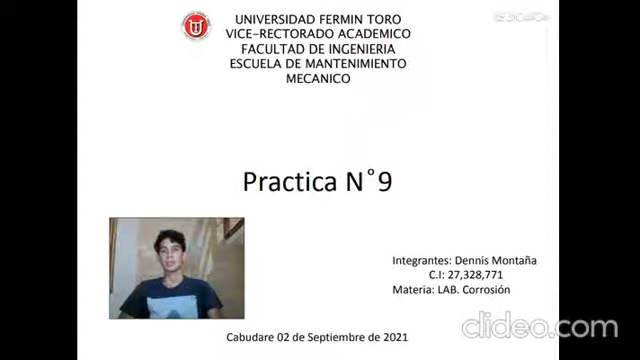 UNIVERSIDAD FERMIN TORO
VICE-RECTORADO ACADEMICO
FACULTAD DE INGENIERIA
ESCUELA DE MANTENIMIENTO
MECANICO
Practica N°9
Integrantes: Dennis Montaña
C.I: 27,328,771
Materia: LAB. Corrosión
Cabudare 02 de Septiembre de 2021
clideo.com